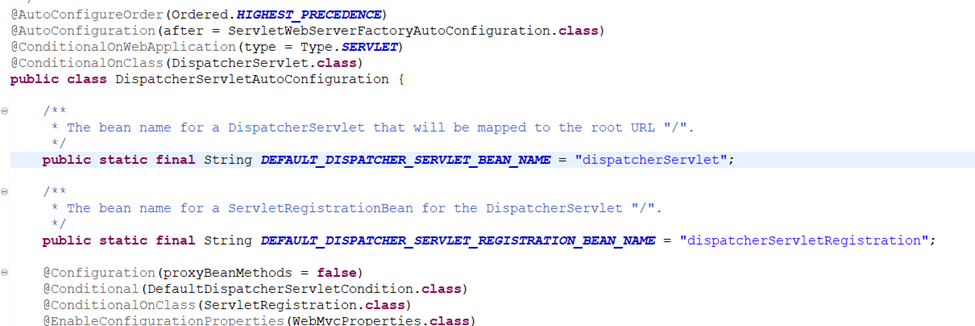 @AutoConfigureOrder(Ordered.HIGHEST_PRECEDENCE)
@AutoConfiguration(after = ServletWebServerFactoryAutoConfiguration.class)
@ConditionalOnWebApplication(type = Type.SERVLET)
@ConditionalOnClass(DispatcherServlet.class)
public class DispatcherServletAutoConfiguration {
/**
* The bean name for a DispatcherServlet that will be mapped to the root URL "/".
*/
public static final String DEFAULT_DISPATCHER_SERVLET_BEAN_NAME = "dispatcherServlet";
/**
* The bean name for a ServletRegistrationBean for the DispatcherServlet "/".
*/
public static final String DEFAULT_DISPATCHER_SERVLET_REGISTRATION_BEAN_NAME = "dispatcherServletRegistration";
@Configuration(proxyBeanMethods = false)
@Conditional(DefaultDispatcherServletCondition.class)
@ConditionalOnClass(ServletRegistration.class)
@EnableConfigurationProperties(WebMvcProperties.class)